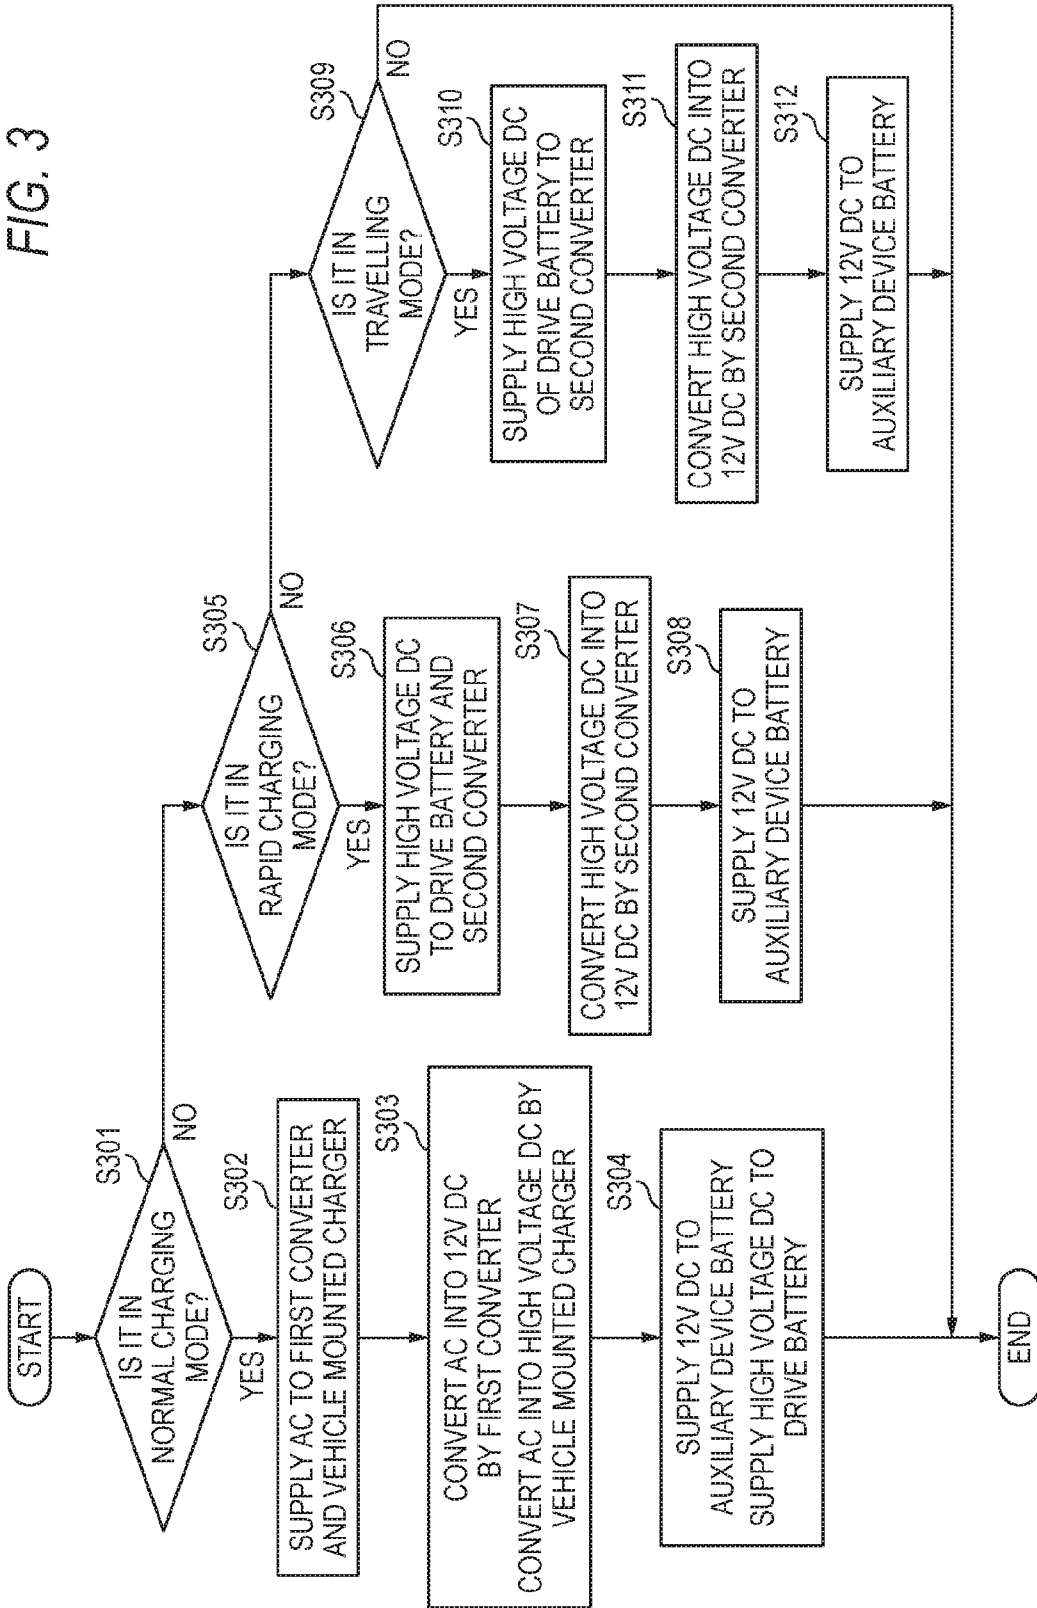 FIG. 3
START
S301
IS IT IN
NORMAL CHARGING
MODE?
NO
YES
S302
SUPPLY AC TO FIRST CONVERTER
AND VEHICLE MOUNTED CHARGER
S303
CONVERT AC INTO 12V DC
BY FIRST CONVERTER
CONVERT AC INTO HIGH VOLTAGE DC BY
VEHICLE MOUNTED CHARGER
S304
SUPPLY 12V DC TO
AUXILIARY DEVICE BATTERY
SUPPLY HIGH VOLTAGE DC TO
DRIVE BATTERY
S305
IS IT IN
RAPID CHARGING
MODE?
NO
YES
S306
SUPPLY HIGH VOLTAGE DC
TO DRIVE BATTERY AND
SECOND CONVERTER
S307
CONVERT HIGH VOLTAGE DC INTO
12V DC BY SECOND CONVERTER
S308
SUPPLY 12V DC TO
AUXILIARY DEVICE BATTERY
S309
IS IT IN
TRAVELLING
MODE?
NO
YES
S310
SUPPLY HIGH VOLTAGE DC
OF DRIVE BATTERY TO
SECOND CONVERTER
S311
CONVERT HIGH VOLTAGE DC INTO
12V DC BY SECOND CONVERTER
S312
SUPPLY 12V DC TO
AUXILIARY DEVICE BATTERY
END